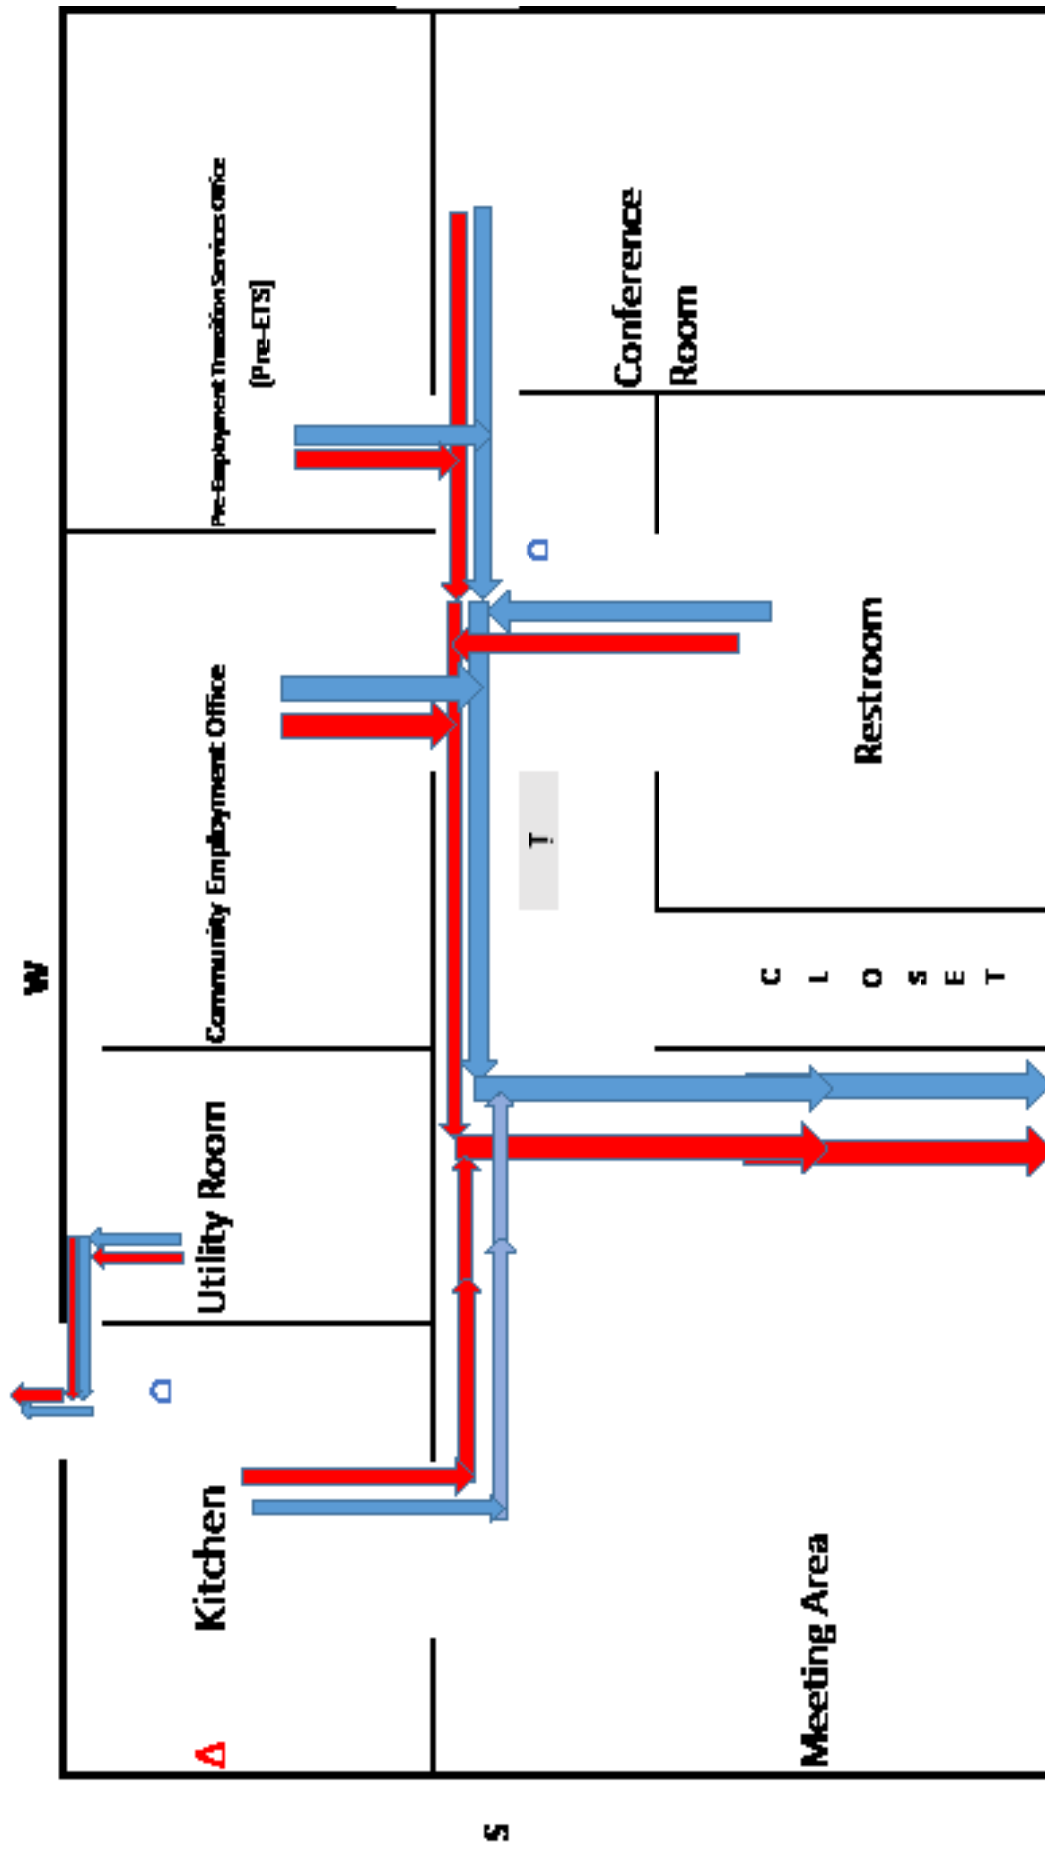 W
Pre-Employment Transition Services Office
(Pre-ETS)
Community Employment Office
Utility Room
Kitchen
Δ
D
D
T
Conference
Room
Restroom
C
L
O
S
E
T
Meeting Area
S